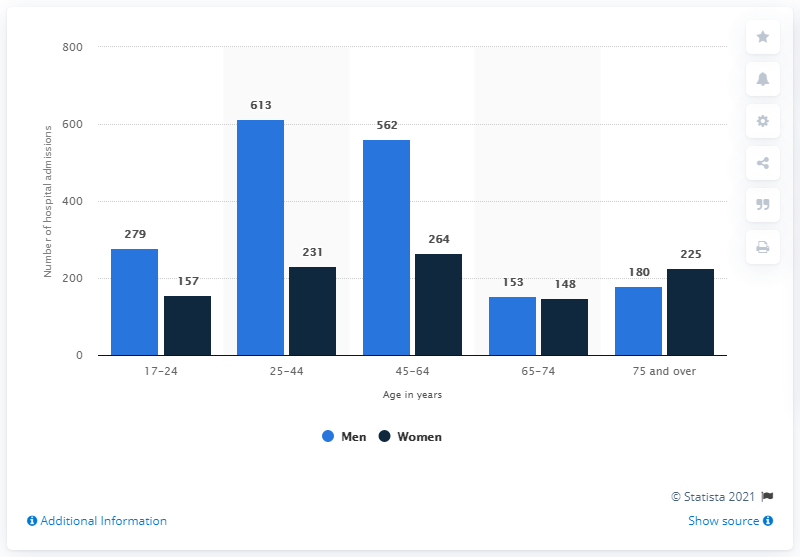 800
600
400
200
0
Number of hospital admissions
279
157
613
231
562
264
153
148
180
225
17-24
25-44
45-64
65-74
75 and over
Age in years
Men Women
© Statista 2021
Additional Information
Show source